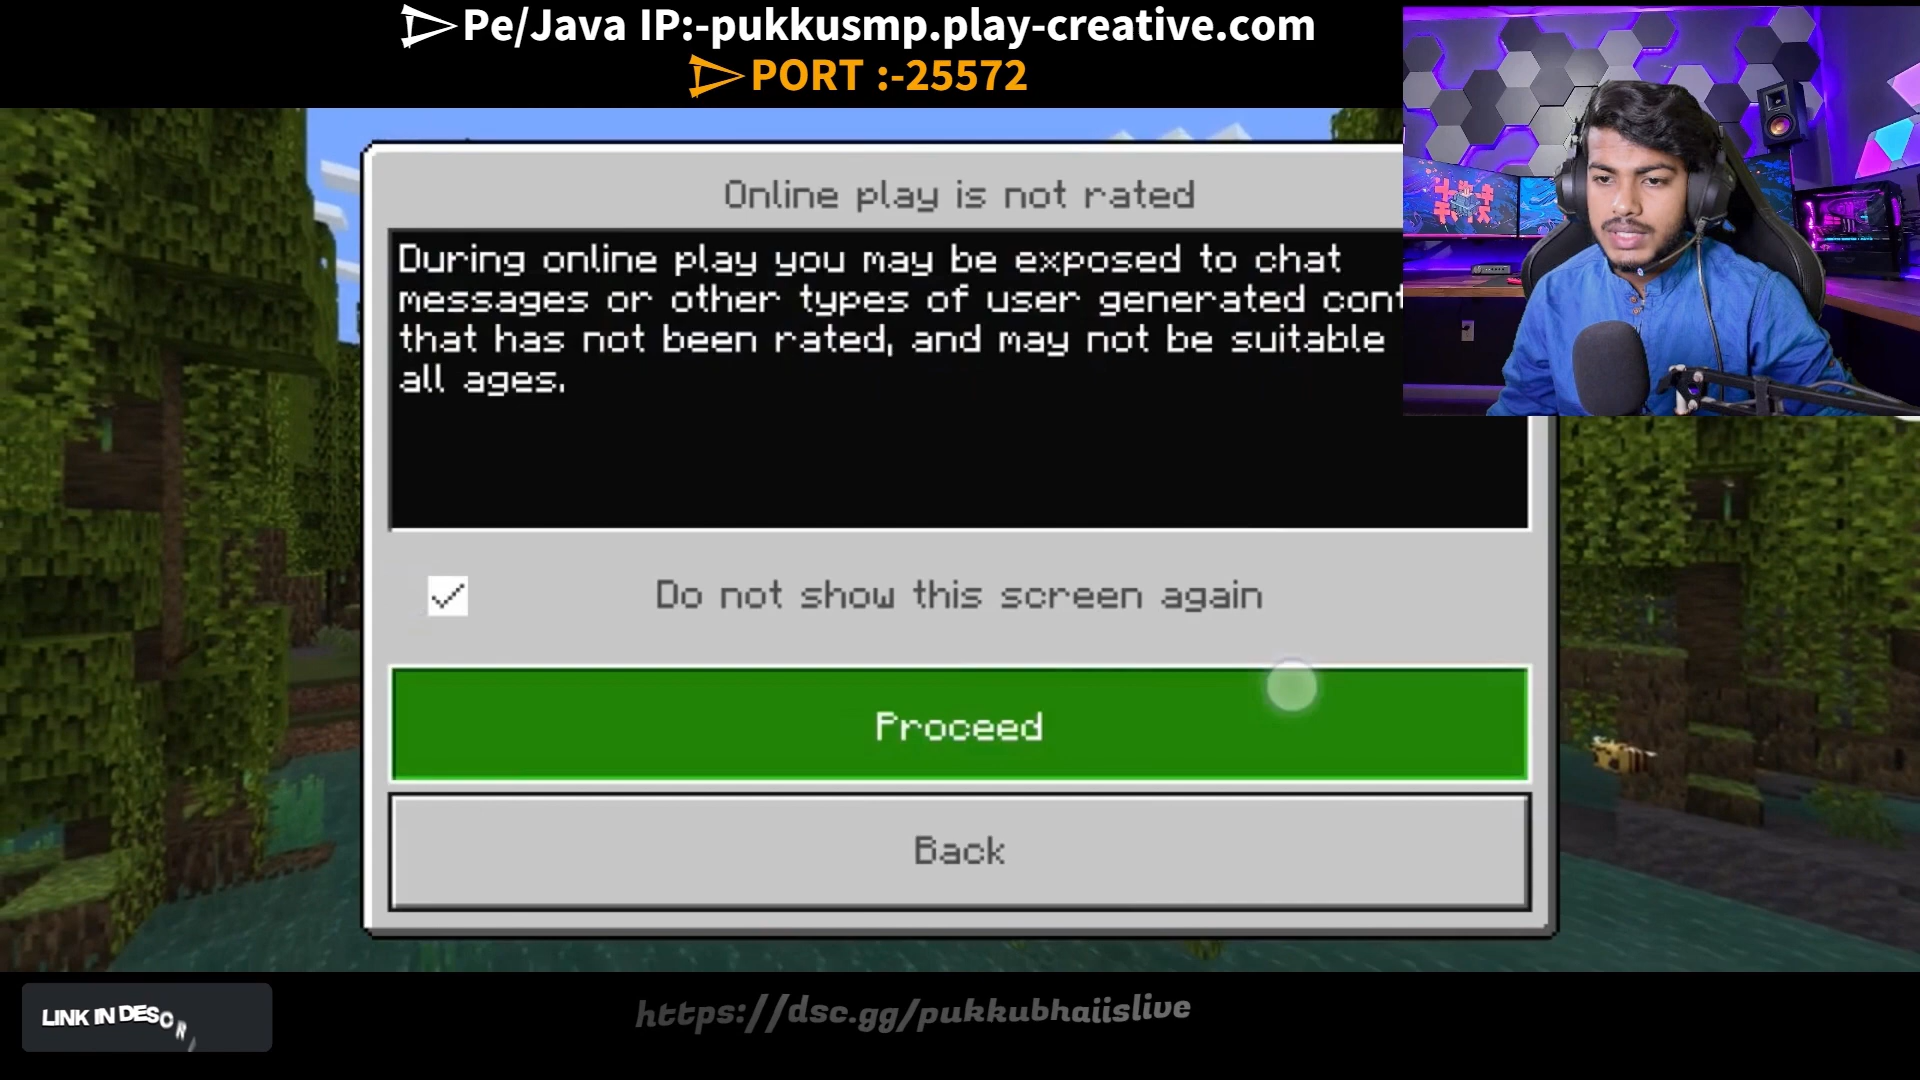 Pe/Java IP:-pukkusmp.play-creative.com
PORT :-25572
Online play is not rated
During online play you may be exposed to chat
messages or other types of user generated cont
that has not been rated, and may not be suitable
all ages.
Do not show this screen again
Proceed
Back
LINK IN DESCR
https://dsc.gg/pukkubhaiislive